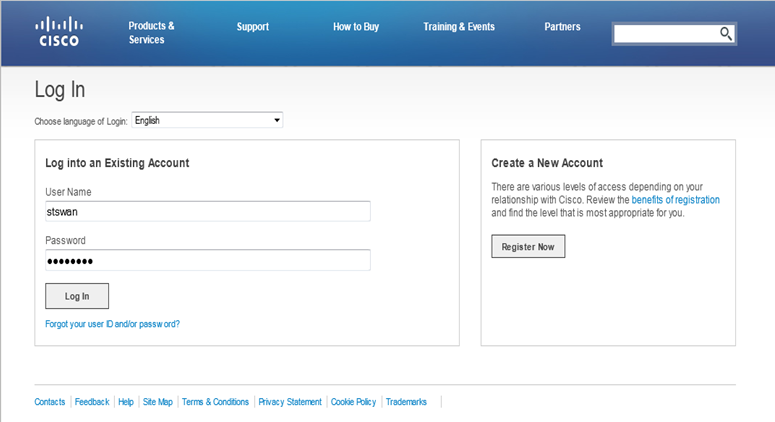 CISCO
Products &
Services
Support
How to Buy
Training & Events
Partners
Log In
Choose language of Login: English
Log into an Existing Account
User Name
stswan
Password
●●●●●●●●
Log In
Forgot your user ID and/or password?
Create a New Account
There are various levels of access depending on your
relationship with Cisco. Review the benefits of registration
and find the level that is most appropriate for you.
Register Now
Contacts | Feedback | Help | Site Map | Terms & Conditions | Privacy Statement | Cookie Policy | Trademarks |